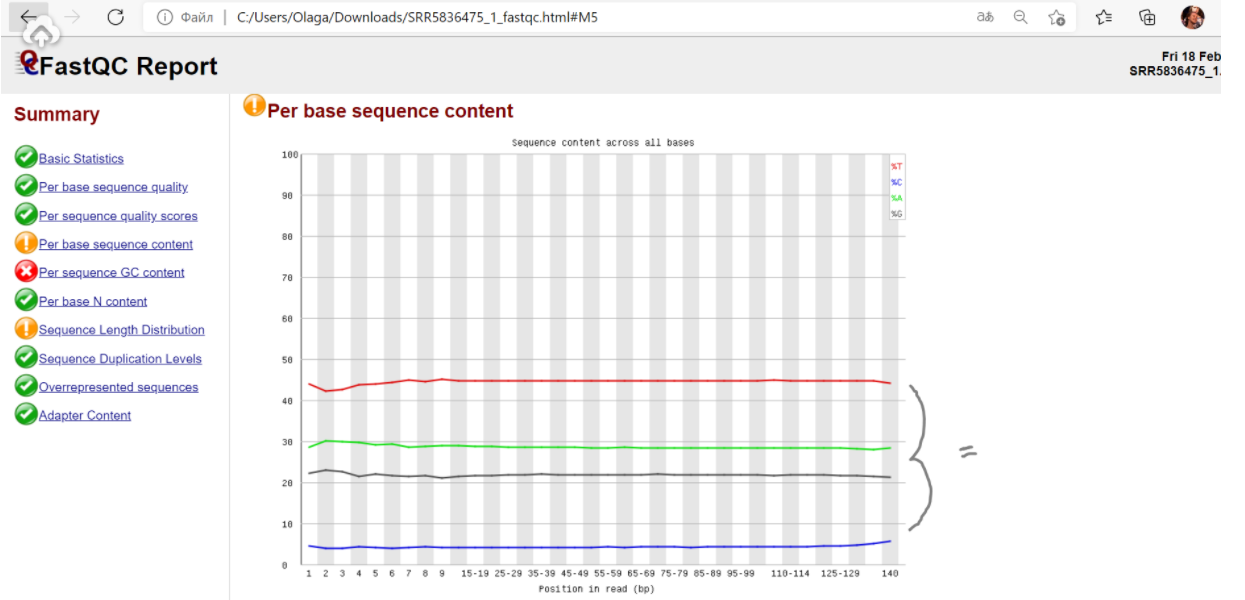 Файл
C:/Users/Olaga/Downloads/SRR5836475_1_fastqc.html#M5
aあ
FastQC Report
Fri 18 Feb
SRR5836475_1.
Summary
Basic Statistics
Per base sequence quality
Per sequence quality scores
Per base sequence content
Per sequence GC content
Per base N content
Sequence Length Distribution
Sequence Duplication Levels
Overrepresented sequences
Adapter Content
Per base sequence content
Sequence content across all bases
%T
%C
%A
%G
100
90
80
70
60
50
40
30
20
10
0
1 2 3 4 5 6 7 8 9 15-19 25-29 35-39 45-49 55-59 65-69 75-79 85-89 95-99 110-114 125-129 140
Position in read (bp)
=